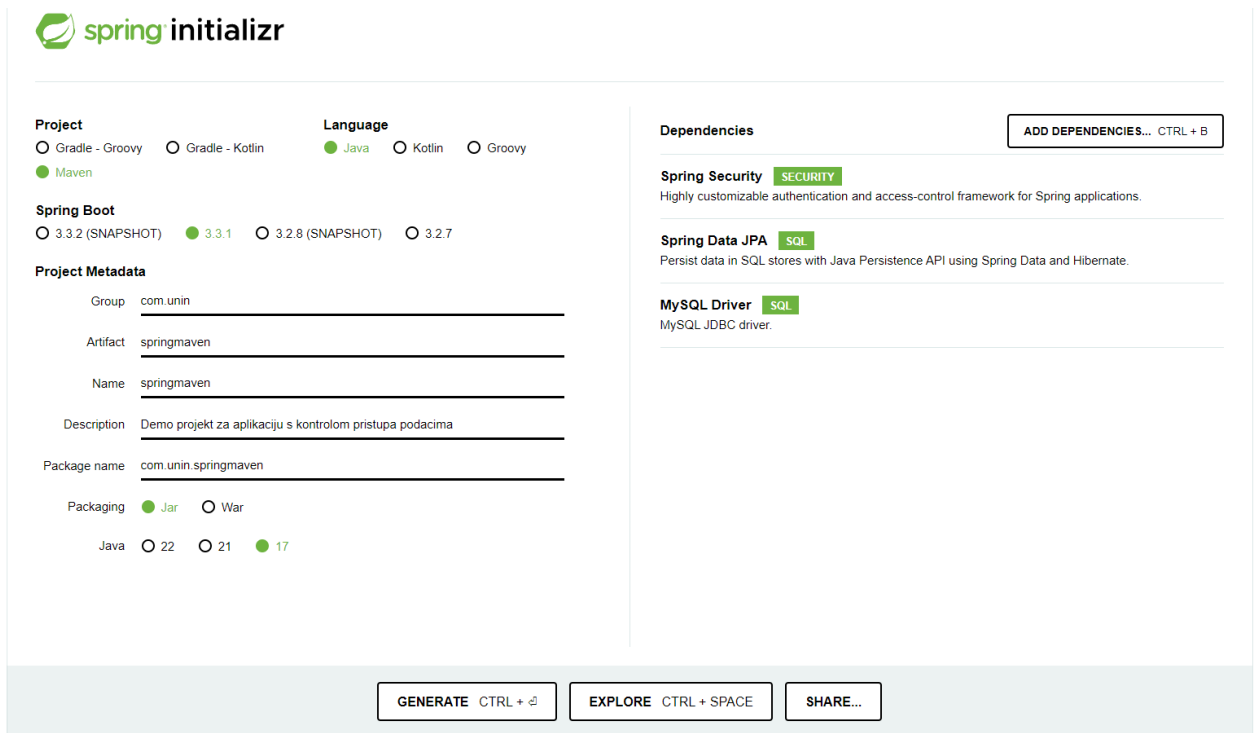 spring initializr
Project
Gradle - Groovy Gradle - Kotlin
Maven
Language
Java Kotlin Groovy
Spring Boot
3.3.2 (SNAPSHOT) 3.3.1 3.2.8 (SNAPSHOT) 3.2.7
Project Metadata
Group com.unin
Artifact springmaven
Name springmaven
Description Demo projekt za aplikaciju s kontrolom pristupa podacima
Package name com.unin.springmaven
Packaging Jar War
Java 22 21 17
Dependencies
ADD DEPENDENCIES... CTRL + B
Spring Security SECURITY
Highly customizable authentication and access-control framework for Spring applications.
Spring Data JPA SQL
Persist data in SQL stores with Java Persistence API using Spring Data and Hibernate.
MySQL Driver SQL
MySQL JDBC driver.
GENERATE CTRL + ⏎ EXPLORE CTRL + SPACE SHARE...